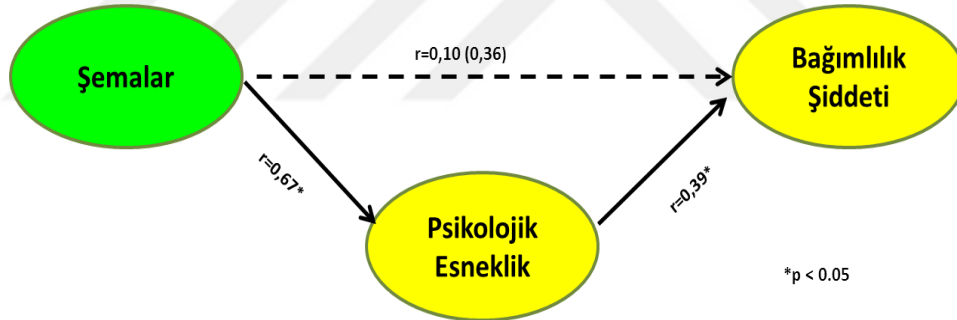 Şemalar
r=0,10 (0,36)
Bağımlılık
Şiddeti
r=0,67*
r=0,39*
Psikolojik
Esneklik
*p < 0.05